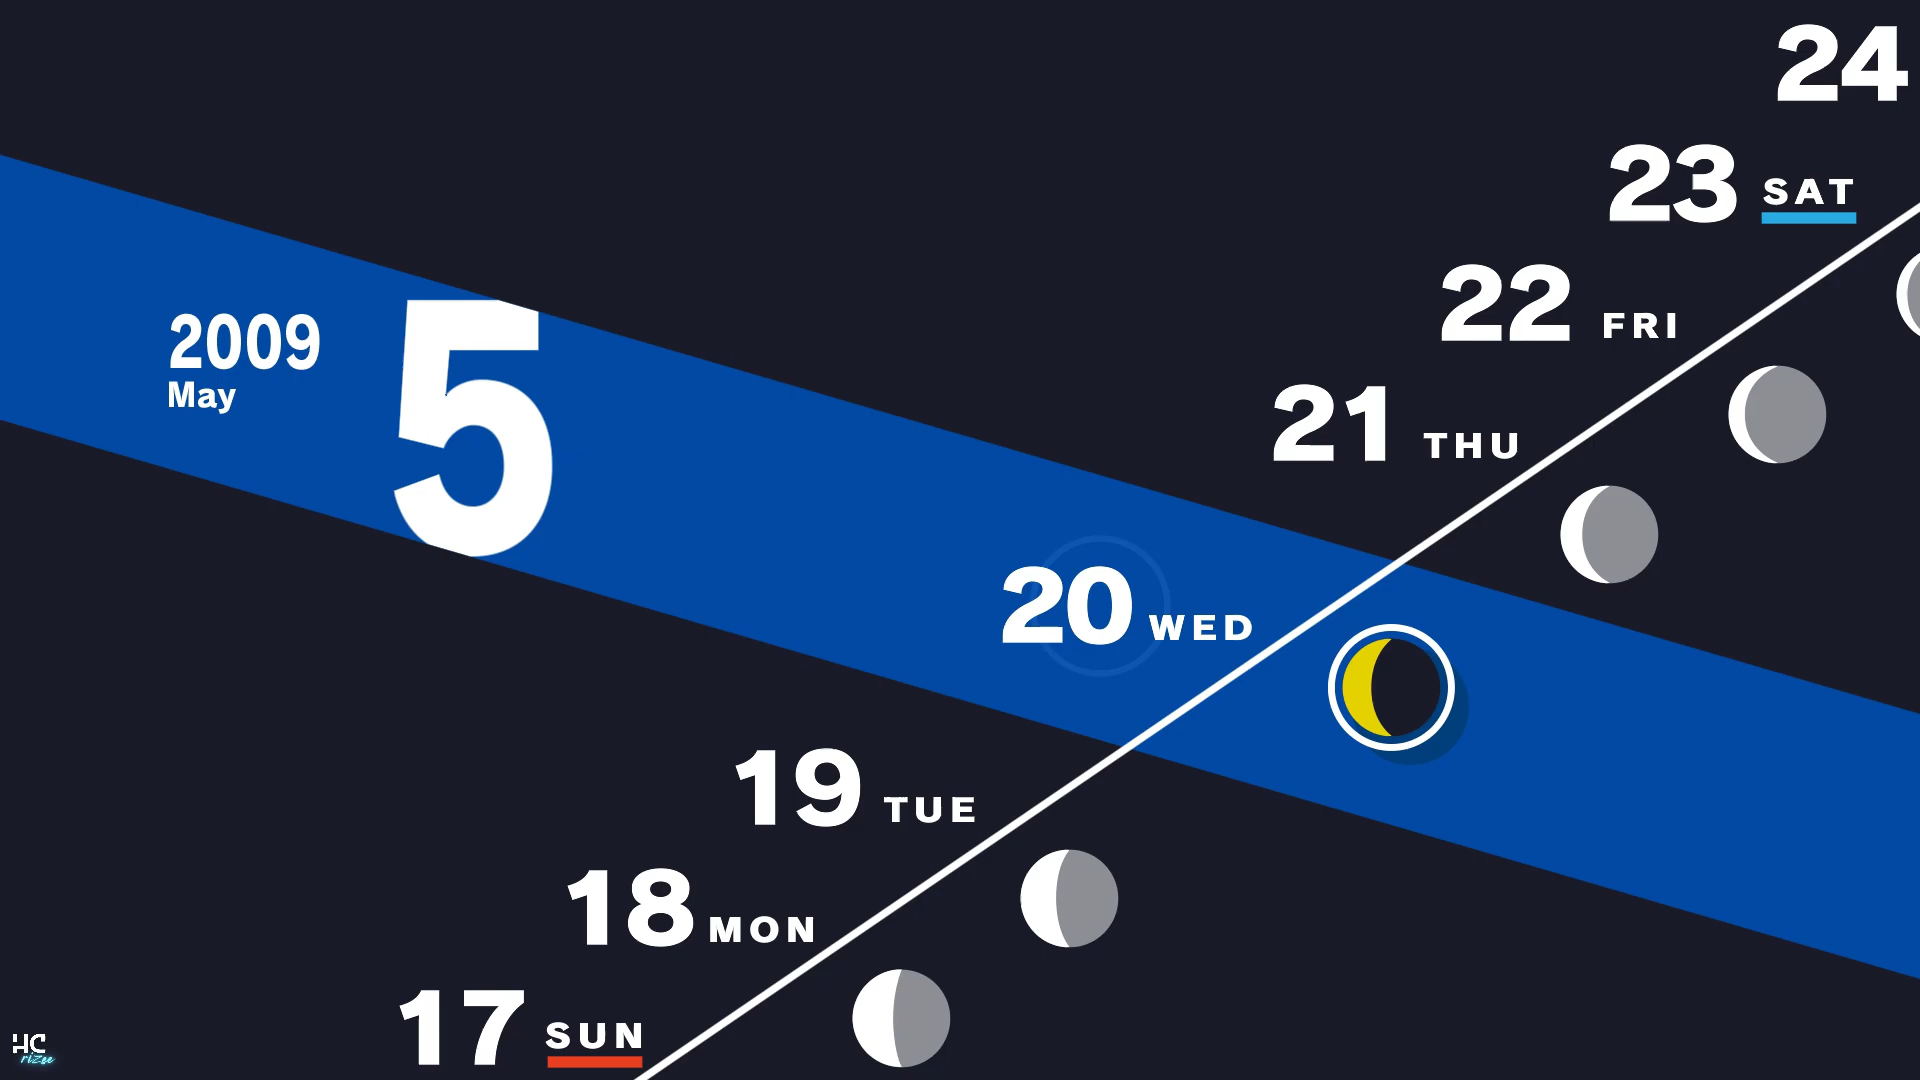 24
23 SAT
22 FRI
2009
May
5
21 THU
20 WED
19 TUE
18 MON
17 SUN
HC
rizee